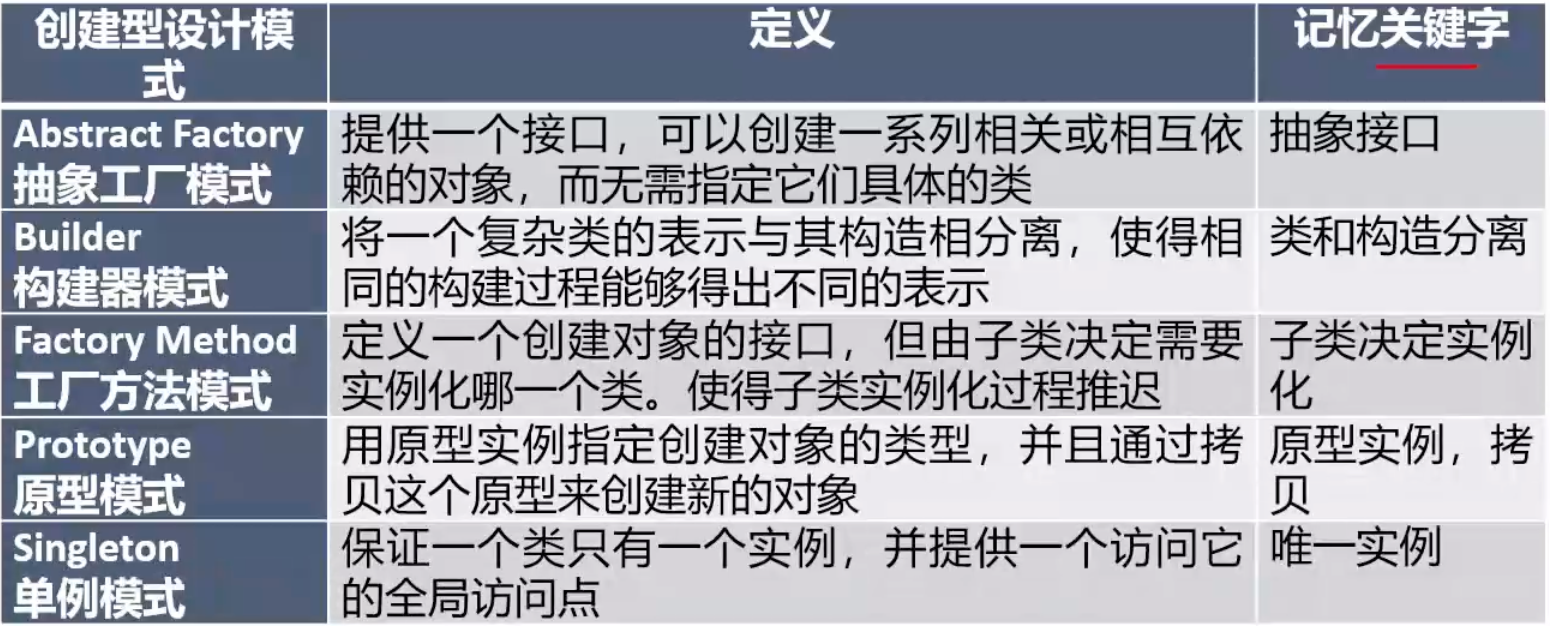 创建型设计模
式
定义
记忆关键字
Abstract Factory
抽象工厂模式
提供一个接口，可以创建一系列相关或相互依
赖的对象，而无需指定它们具体的类
抽象接口
Builder
构建器模式
将一个复杂类的表示与其构造相分离，使得相
同的构建过程能够得出不同的表示
类和构造分离
Factory Method
工厂方法模式
定义一个创建对象的接口，但由子类决定需要
实例化哪一个类。使得子类实例化过程推迟
子类决定实例
化
Prototype
原型模式
用原型实例指定创建对象的类型，并且通过拷
贝这个原型来创建新的对象
原型实例，拷
贝
Singleton
单例模式
保证一个类只有一个实例，并提供一个访问它
的全局访问点
唯一实例